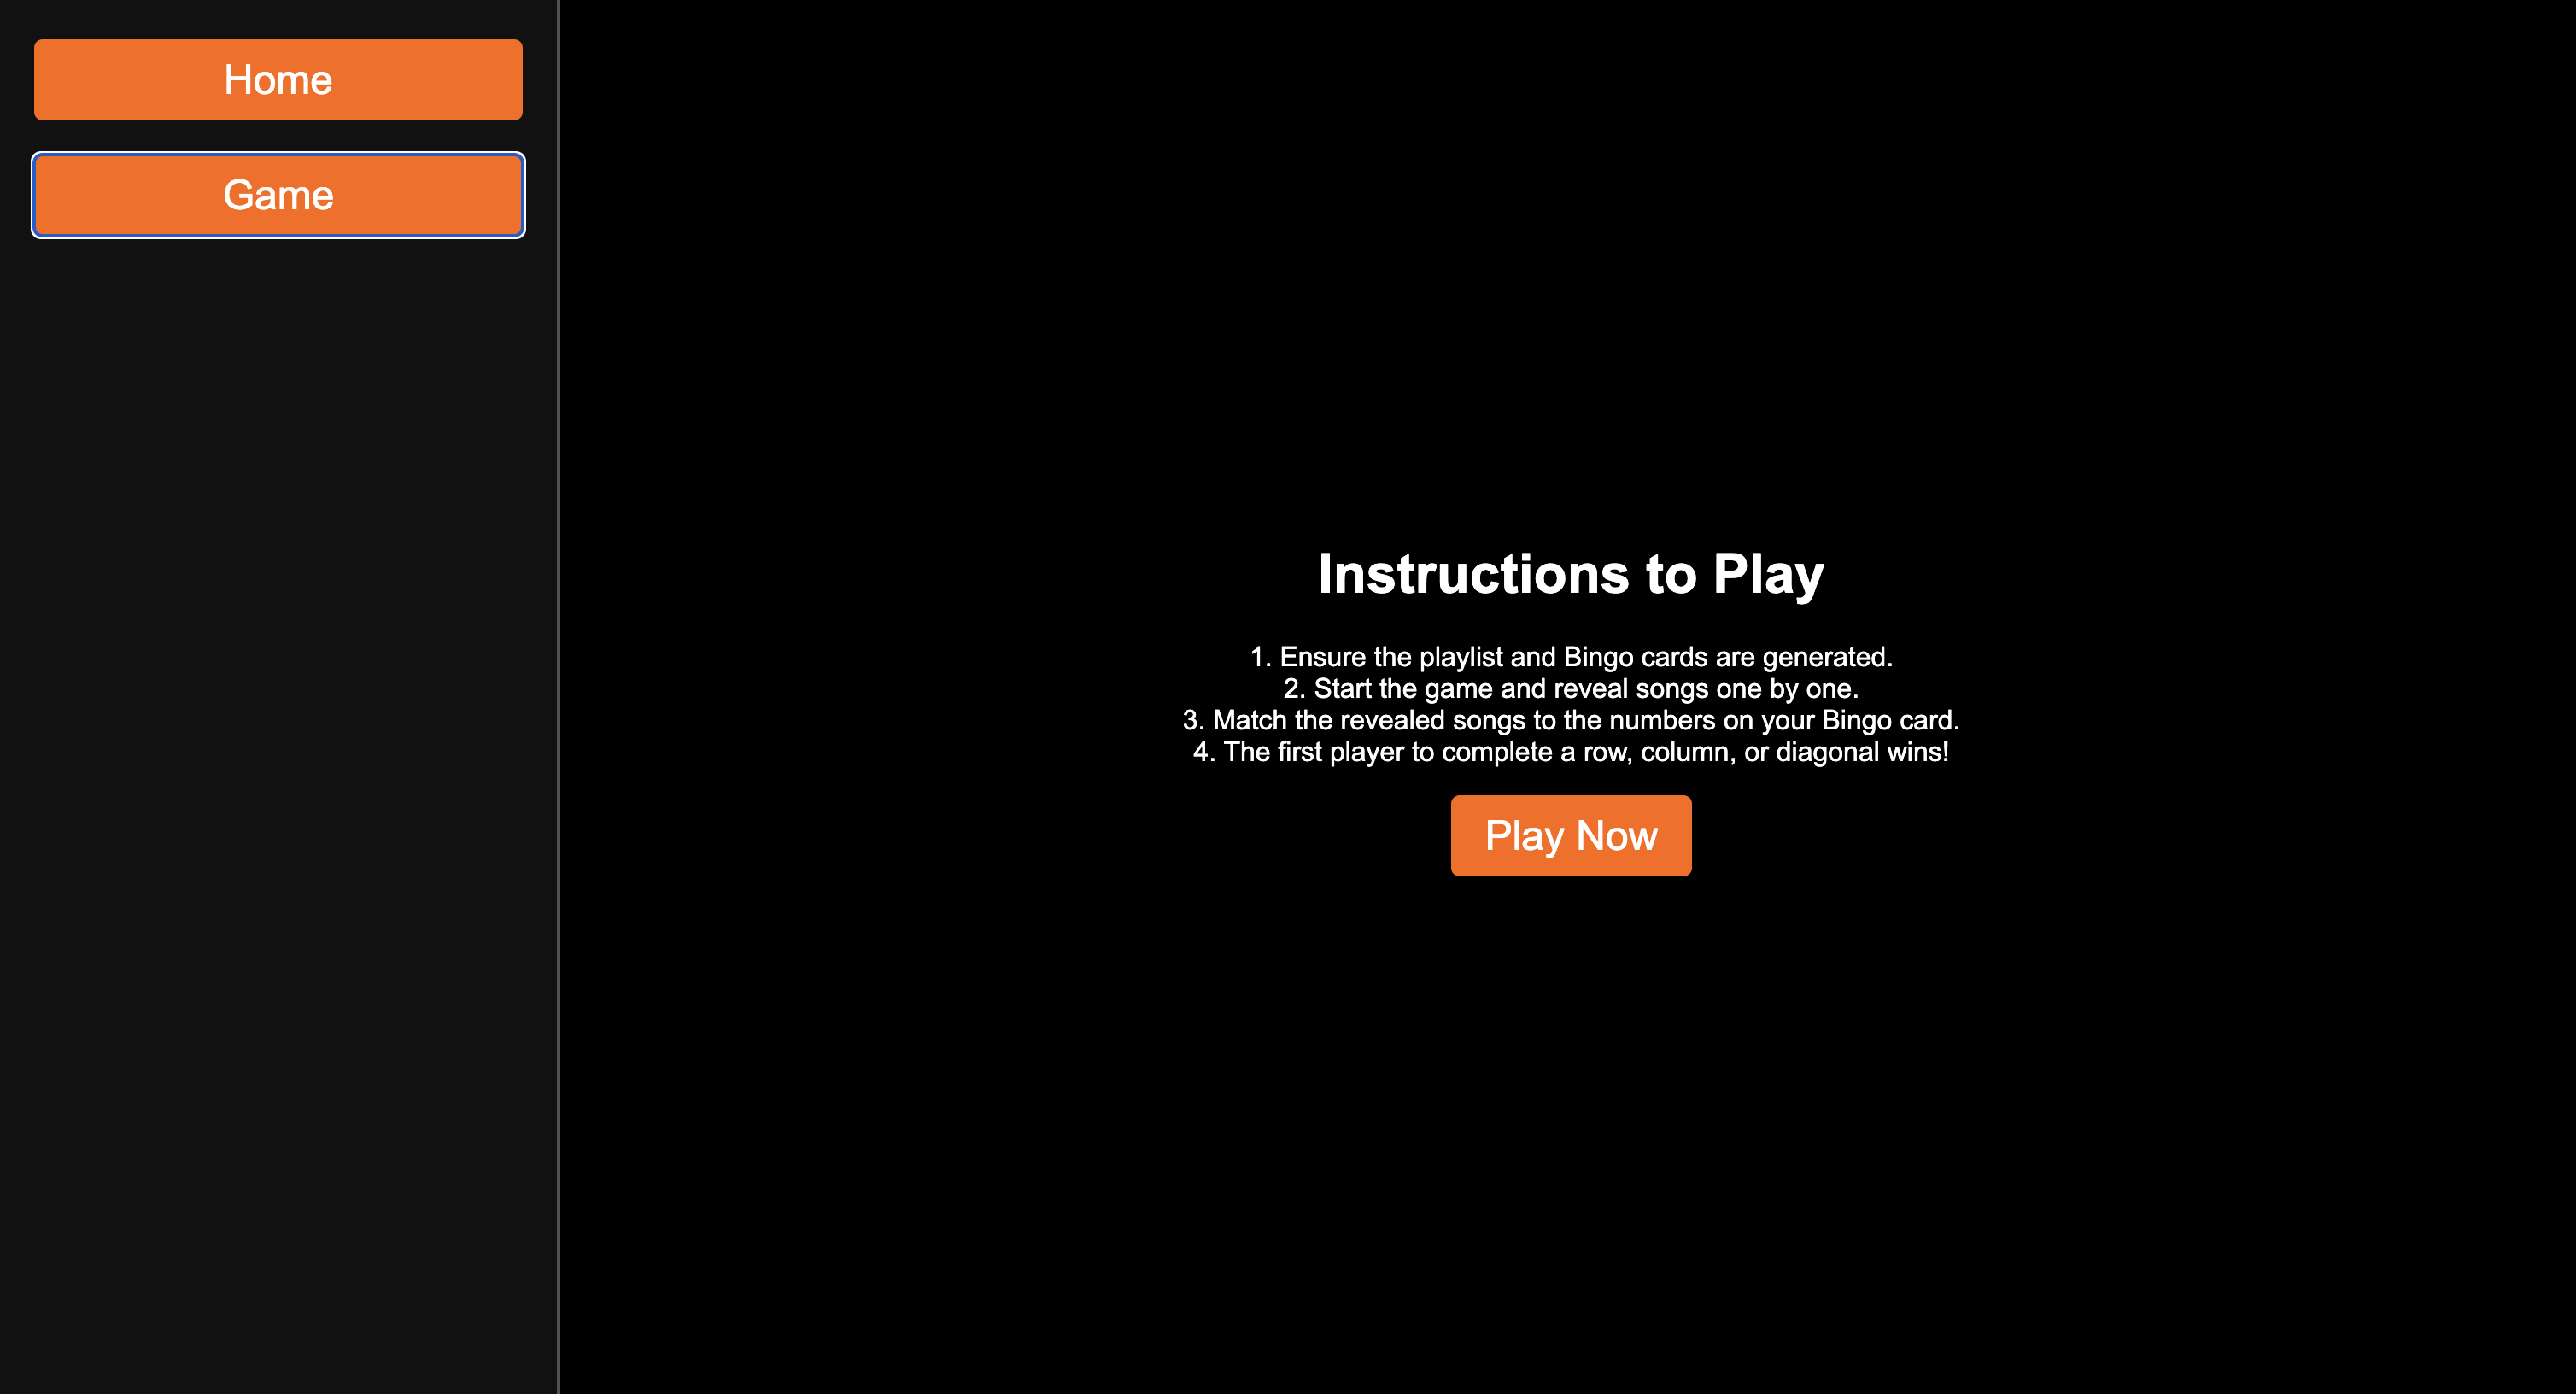 Home
Game
Instructions to Play
1. Ensure the playlist and Bingo cards are generated.
2. Start the game and reveal songs one by one.
3. Match the revealed songs to the numbers on your Bingo card.
4. The first player to complete a row, column, or diagonal wins!
Play Now